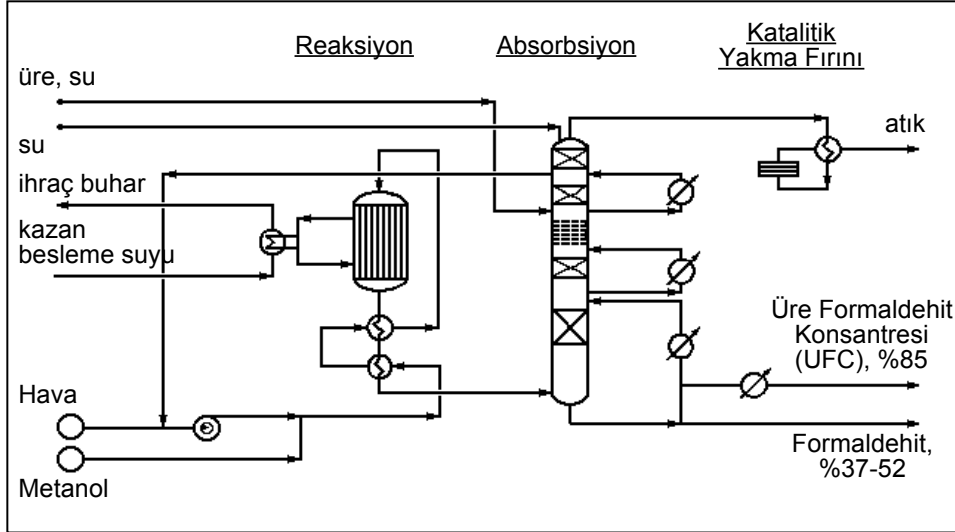 Reaksiyon
Absorbsiyon
Katalitik
Yakma Fırını
üre, su
su
atık
ihraç buhar
kazan
besleme suyu
Üre Formaldehit
Konsantresi
(UFC), %85
Hava
Metanol
Formaldehit,
%37-52